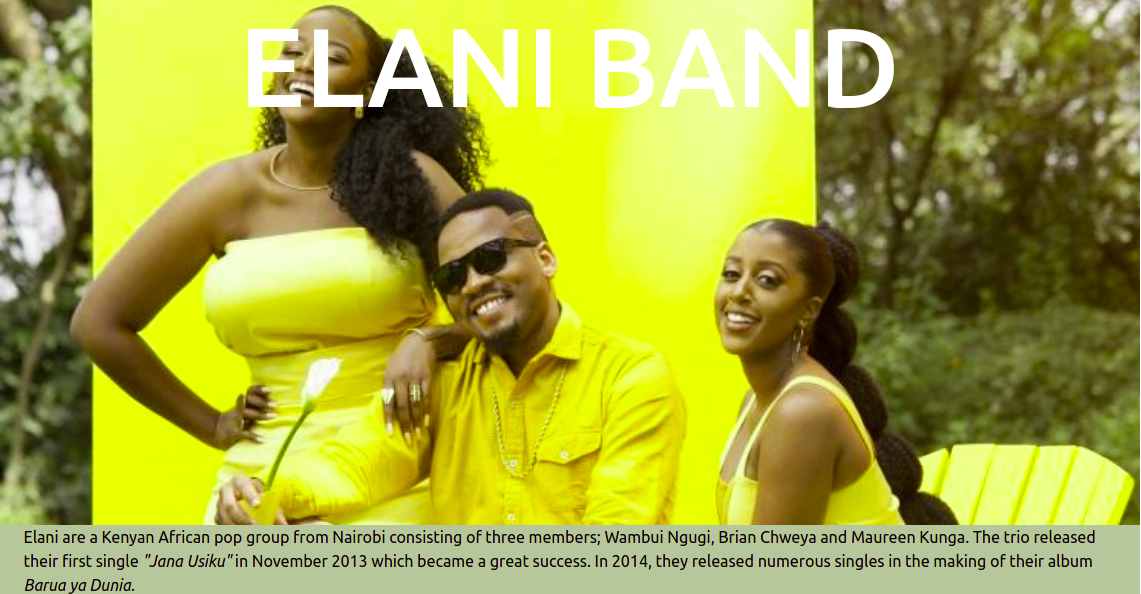 ELANI BAND
Elani are a Kenyan African pop group from Nairobi consisting of three members; Wambui Ngugi, Brian Chweya and Maureen Kunga. The trio released
their first single "Jana Usiku" in November 2013 which became a great success. In 2014, they released numerous singles in the making of their album
Barua ya Dunia.